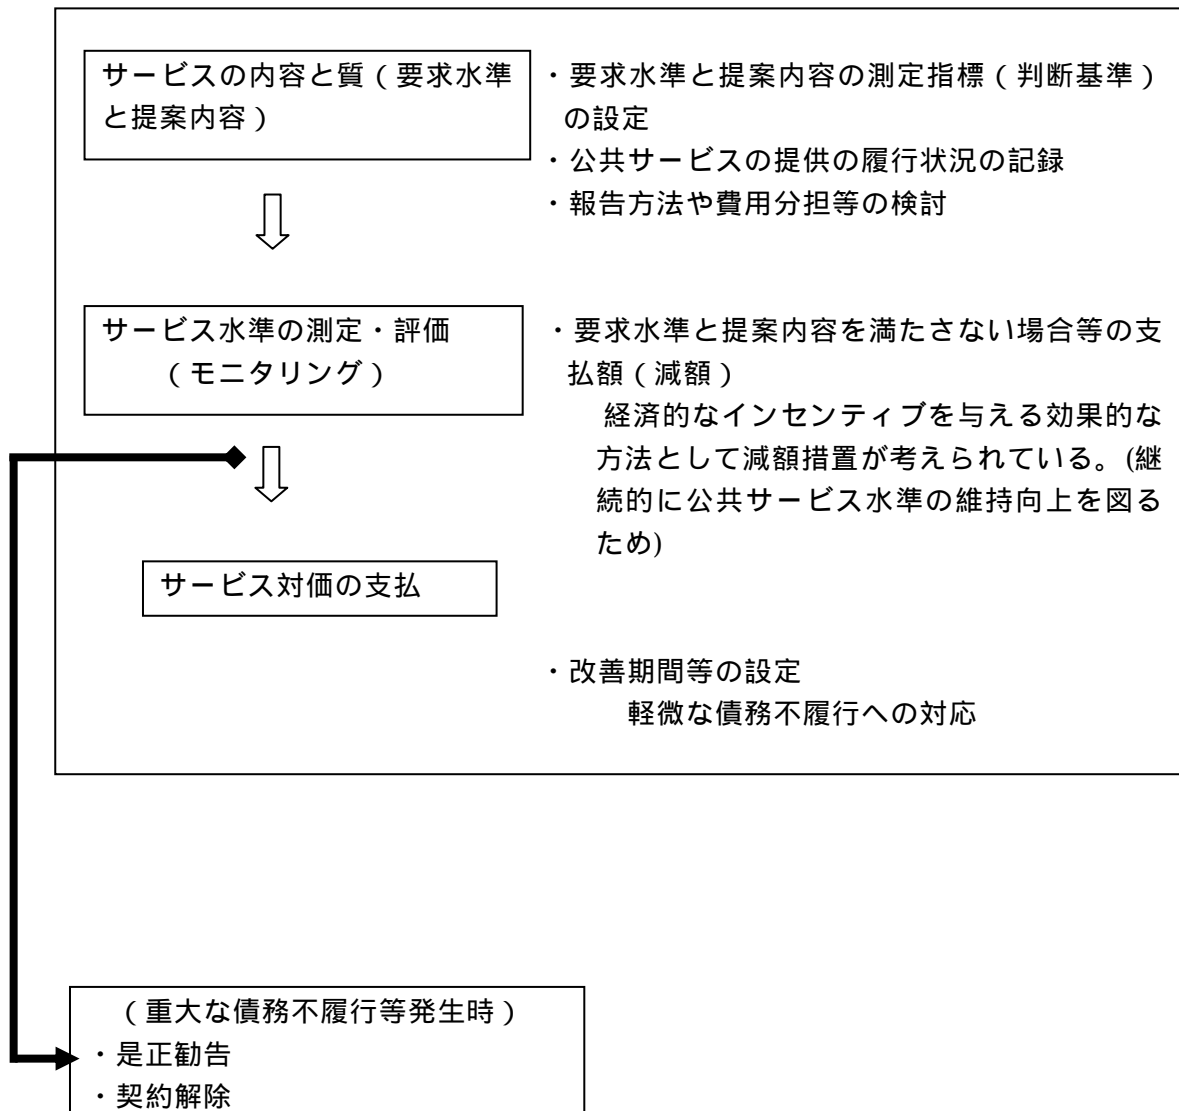 サービスの内容と質（要求水準
と提案内容）
・要求水準と提案内容の測定指標（判断基準）
の設定
・公共サービスの提供の履行状況の記録
・報告方法や費用分担等の検討
サービス水準の測定・評価
（モニタリング）
・要求水準と提案内容を満たさない場合等の支
払額（減額）
経済的なインセンティブを与える効果的な
方法として減額措置が考えられている。(継
続的に公共サービス水準の維持向上を図る
ため)
サービス対価の支払
・改善期間等の設定
軽微な債務不履行への対応
（重大な債務不履行等発生時）
・是正勧告
・契約解除